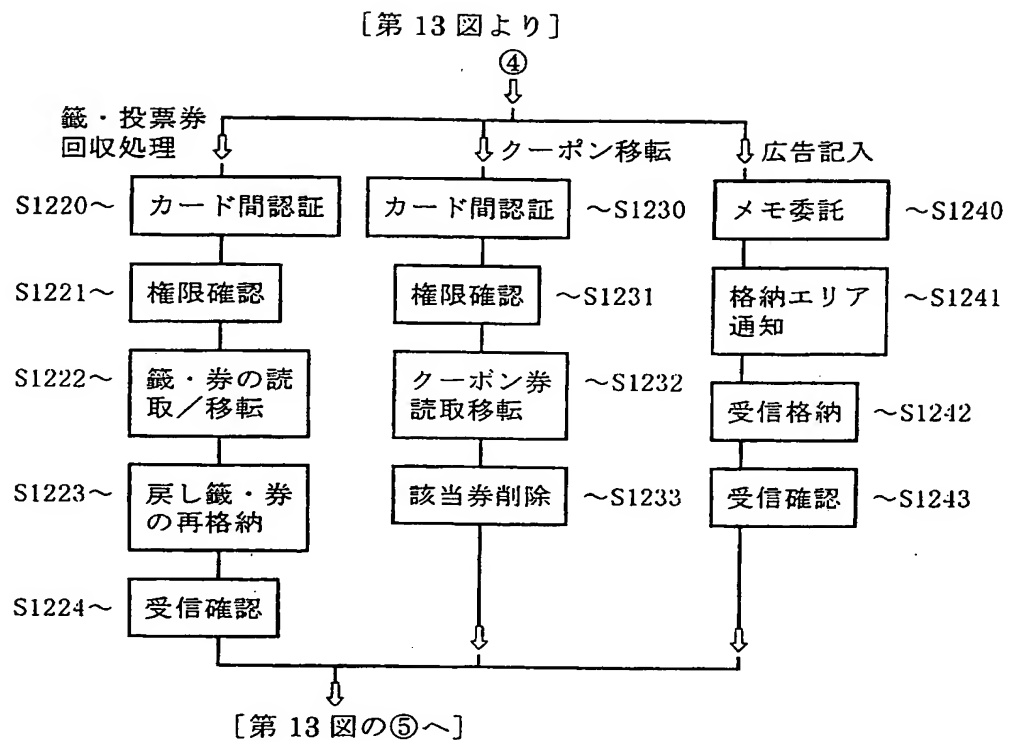 [第 13 図より]
④
籤・投票券
回収処理
クーポン移転
広告記入
S1220～
カード間認証
カード間認証
～S1230
メモ委託
～S1240
S1221～
権限確認
権限確認
～S1231
格納エリア
通知
～S1241
S1222～
籤・券の読
取／移転
クーポン券
読取移転
～S1232
受信格納
～S1242
S1223～
戻し籤・券
の再格納
該当券削除
～S1233
受信確認
～S1243
S1224～
受信確認
[第 13 図の⑤へ]